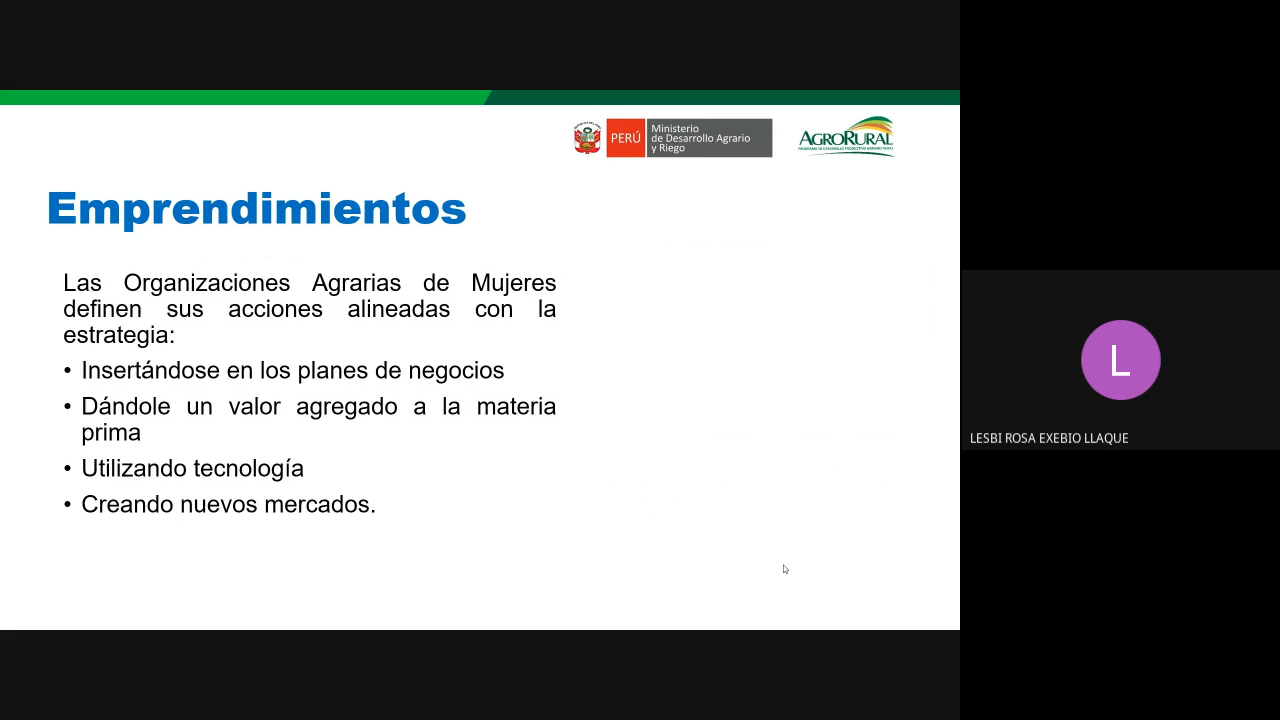 PERÚ
Ministerio
de Desarrollo Agrario
y Riego
AGRORURAL
PROGRAMA DE DESARROLLO PRODUCTIVO AGRARIO RURAL
Emprendimientos
Las Organizaciones Agrarias de Mujeres
definen sus acciones alineadas con la
estrategia:
• Insertándose en los planes de negocios
• Dándole un valor agregado a la materia
prima
• Utilizando tecnología
• Creando nuevos mercados.
L
LESBI ROSA EXEBIO LLAQUE